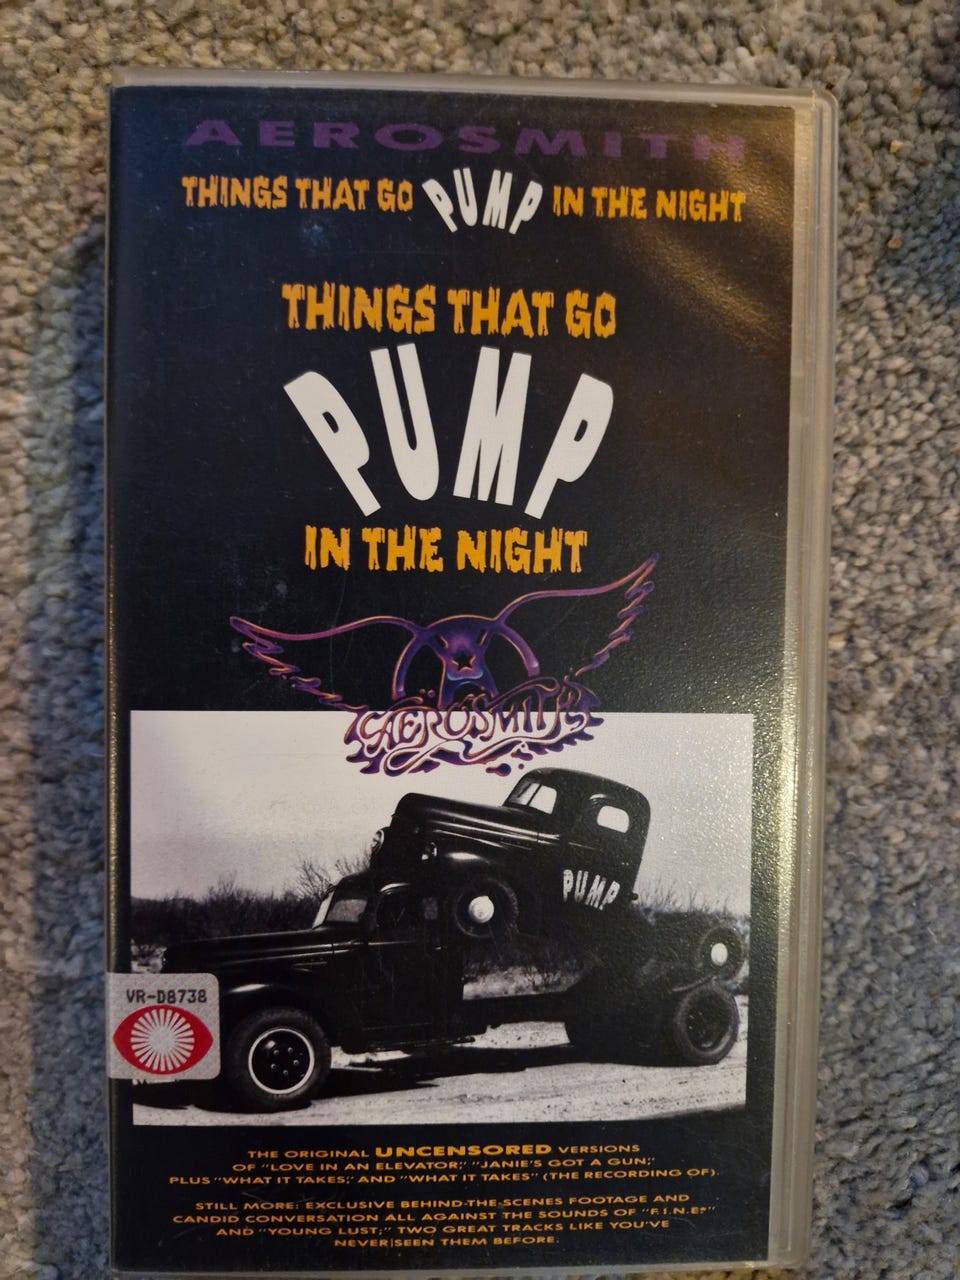 AEROSMITH
THINGS THAT GO PUMP IN THE NIGHT
THINGS THAT GO
PUMP
IN THE NIGHT
AEROSMITH
PUMP
VR-D8738
THE ORIGINAL UNCENSORED VERSIONS
OF "LOVE IN AN ELEVATOR," "JANIE'S GOT A GUN,"
PLUS "WHAT IT TAKES," AND "WHAT IT TAKES" (THE RECORDING OF).
STILL MORE: EXCLUSIVE BEHIND-THE-SCENES FOOTAGE AND
CANDID CONVERSATION ALL AGAINST THE SOUNDS OF "F.I.N.E.*"
AND "YOUNG LUST," TWO GREAT TRACKS LIKE YOU'VE
NEVER SEEN THEM BEFORE.